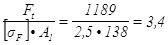 F_t / [σ_F] • A_1 = 1189 / 2,5 • 138 = 3,4